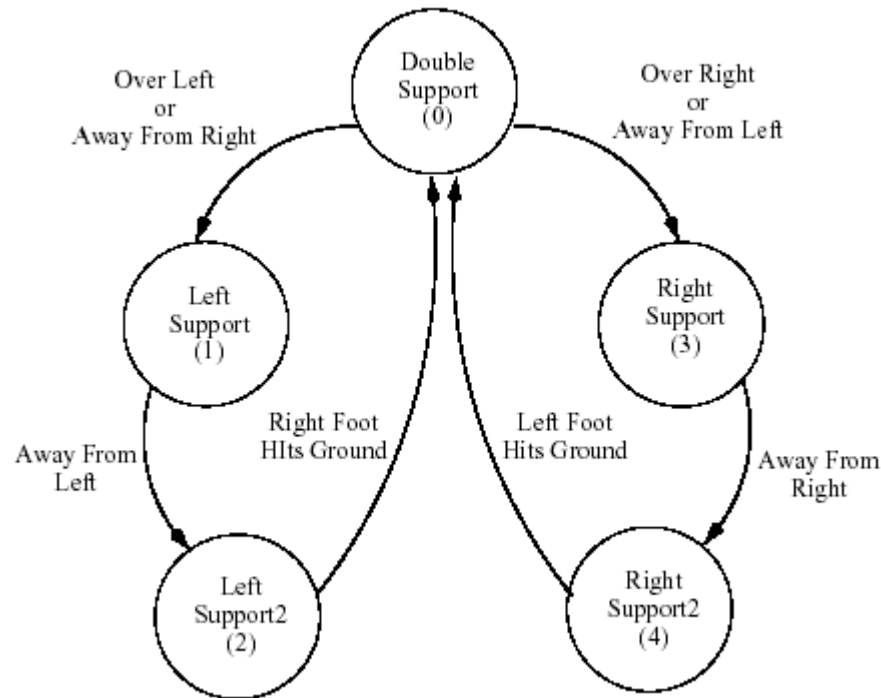 Double
Support
(0)
Over Left
or
Away From Right
Over Right
or
Away From Left
Left
Support
(1)
Right
Support
(3)
Right Foot
HIts Ground
Left Foot
Hits Ground
Away From
Left
Away From
Right
Left
Support2
(2)
Right
Support2
(4)